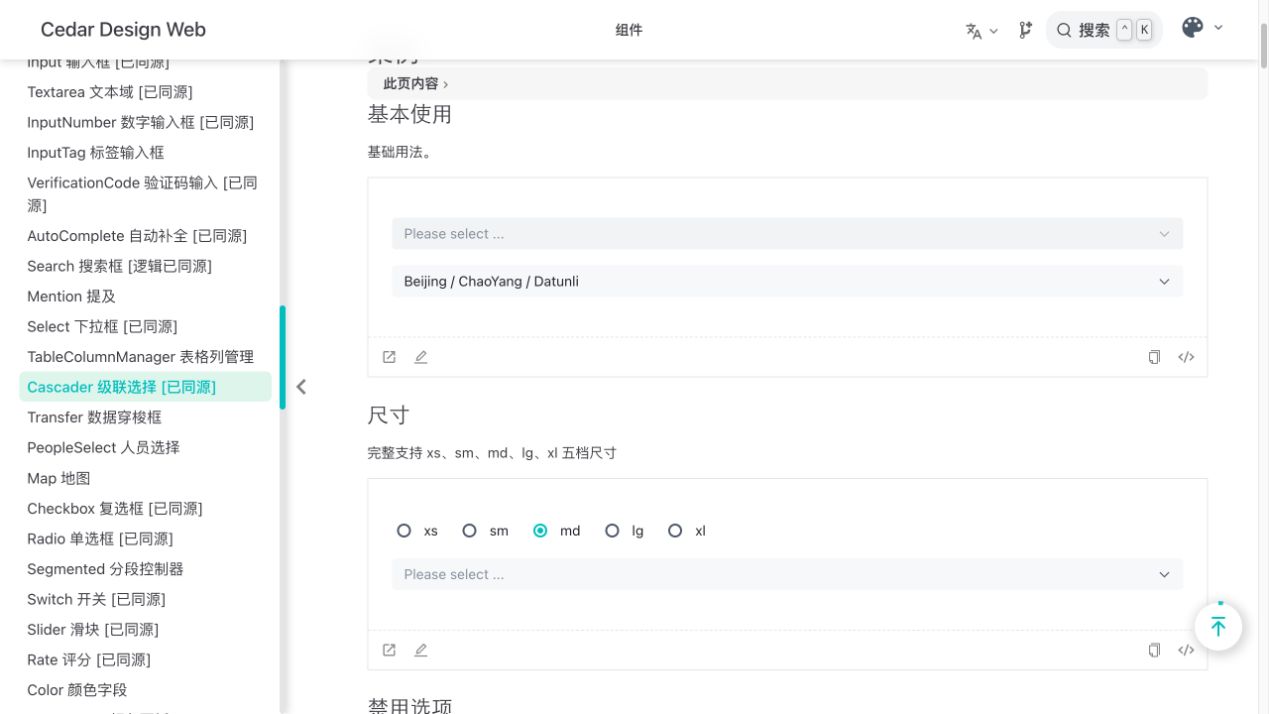 Cedar Design Web
组件
搜索 ^ K
Input 输入框 [已同源]
Textarea 文本域 [已同源]
InputNumber 数字输入框 [已同源]
InputTag 标签输入框
VerificationCode 验证码输入 [已同
源]
AutoComplete 自动补全 [已同源]
Search 搜索框 [逻辑已同源]
Mention 提及
Select 下拉框 [已同源]
TableColumnManager 表格列管理
Cascader 级联选择 [已同源]
Transfer 数据穿梭框
PeopleSelect 人员选择
Map 地图
Checkbox 复选框 [已同源]
Radio 单选框 [已同源]
Segmented 分段控制器
Switch 开关 [已同源]
Slider 滑块 [已同源]
Rate 评分 [已同源]
Color 颜色字段
案例
此页内容 ›
基本使用
基础用法。
Please select ...
Beijing / ChaoYang / Datunli
尺寸
完整支持 xs、sm、md、lg、xl 五档尺寸
xs sm md lg xl
Please select ...
禁用选项